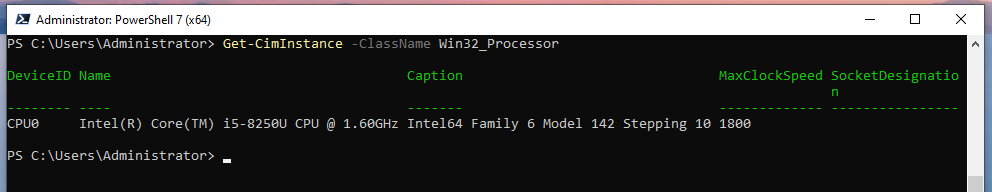 Administrator: PowerShell 7 (x64)
PS C:\Users\Administrator> Get-CimInstance -ClassName Win32_Processor
DeviceID Name                                     Caption                                MaxClockSpeed SocketDesignatio
                                                                                                       n
-------- ----                                     -------                                ------------- ----------------
CPU0     Intel(R) Core(TM) i5-8250U CPU @ 1.60GHz Intel64 Family 6 Model 142 Stepping 10 1800
PS C:\Users\Administrator>